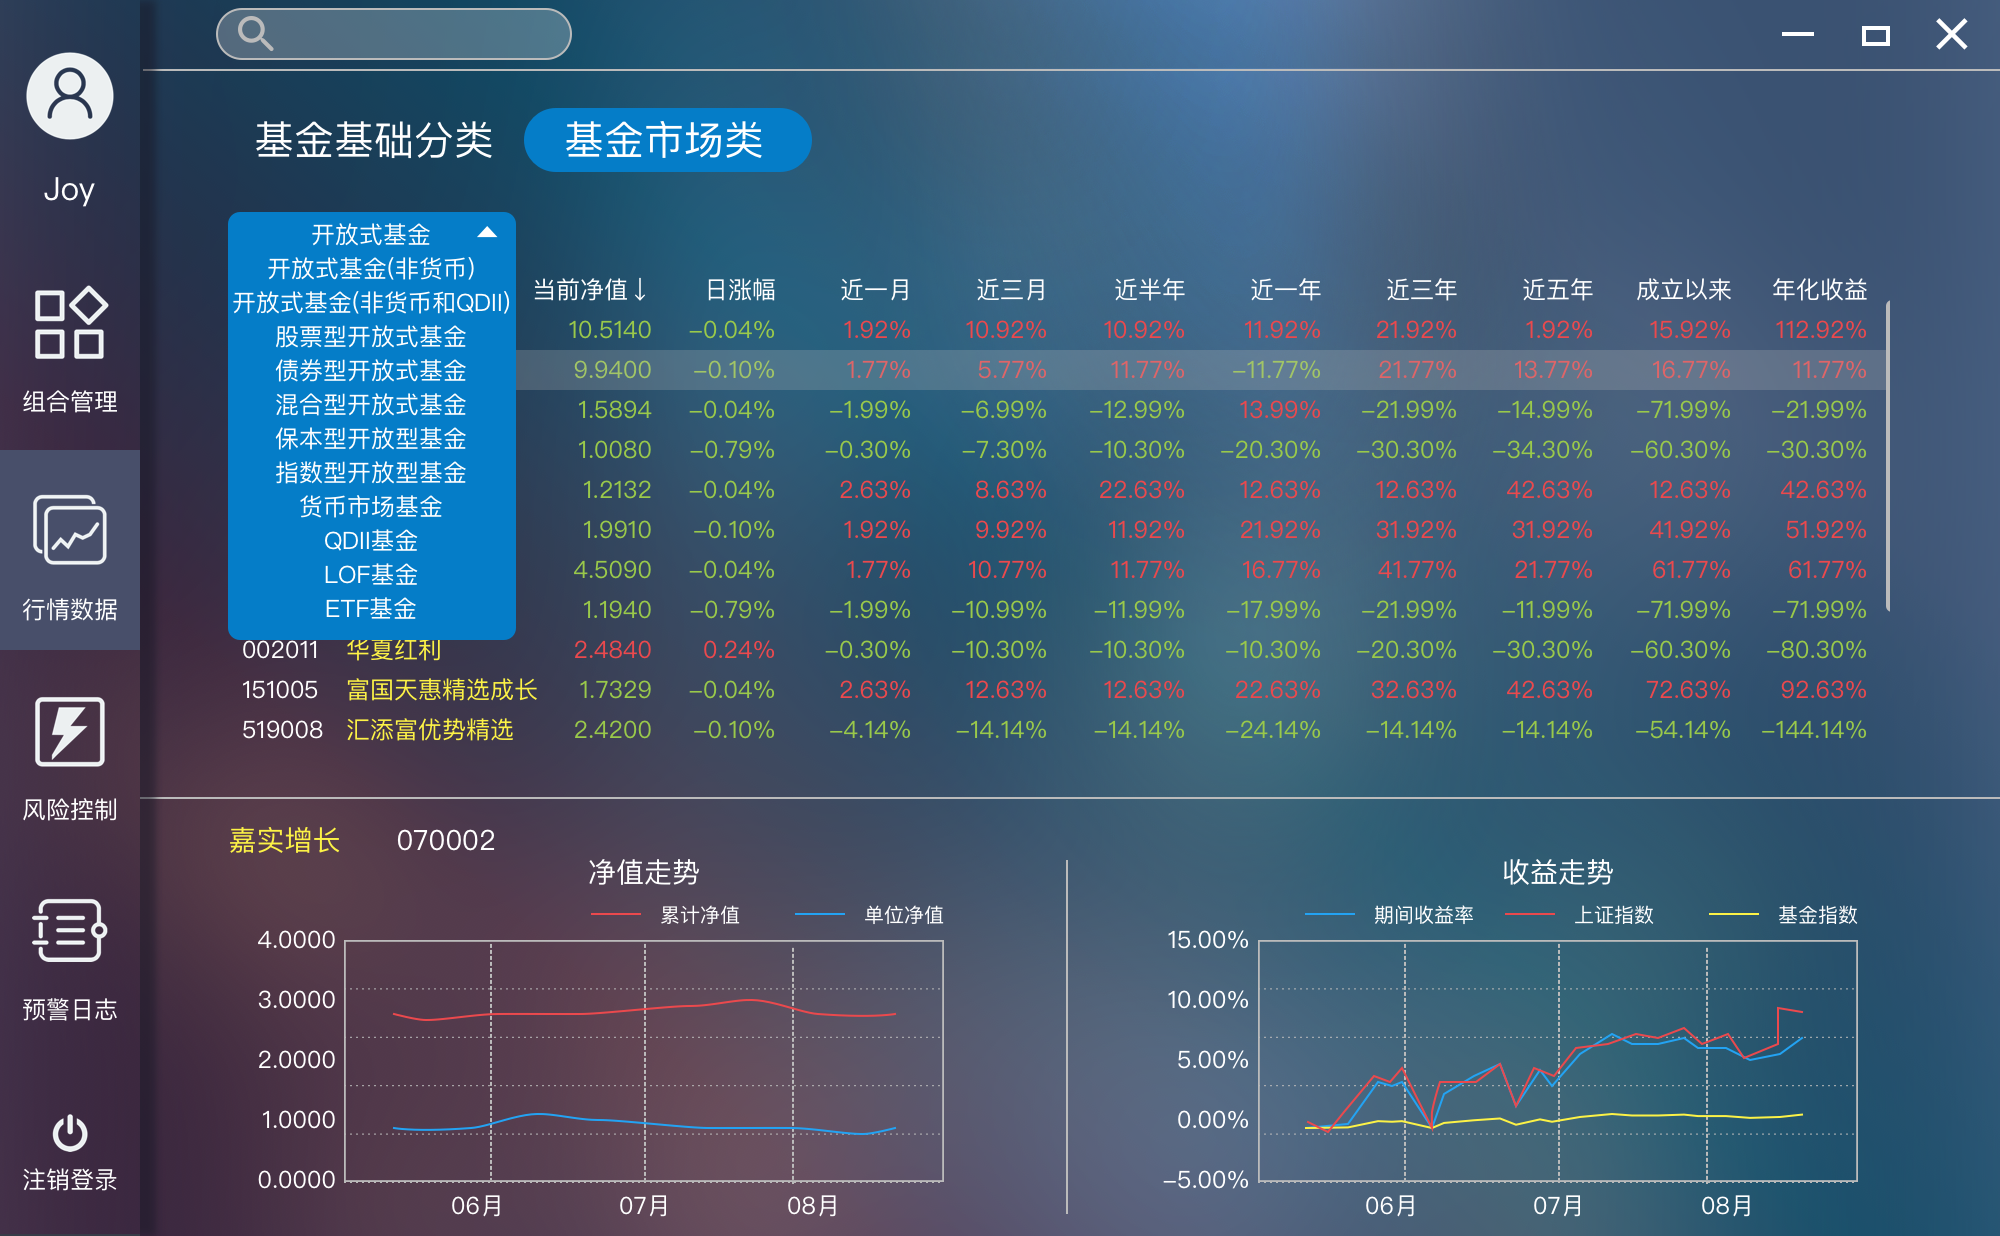 Joy
组合管理
行情数据
风险控制
预警日志
注销登录
基金基础分类 基金市场类
开放式基金
开放式基金(非货币)
开放式基金(非货币和QDII)
股票型开放式基金
债券型开放式基金
混合型开放式基金
保本型开放型基金
指数型开放型基金
货币市场基金
QDII基金
LOF基金
ETF基金
当前净值↓ 日涨幅 近一月 近三月 近半年 近一年 近三年 近五年 成立以来 年化收益
10.5140 –0.04% 1.92% 10.92% 10.92% 11.92% 21.92% 1.92% 15.92% 112.92%
9.9400 –0.10% 1.77% 5.77% 11.77% –11.77% 21.77% 13.77% 16.77% 11.77%
1.5894 –0.04% –1.99% –6.99% –12.99% 13.99% –21.99% –14.99% –71.99% –21.99%
1.0080 –0.79% –0.30% –7.30% –10.30% –20.30% –30.30% –34.30% –60.30% –30.30%
1.2132 –0.04% 2.63% 8.63% 22.63% 12.63% 12.63% 42.63% 12.63% 42.63%
1.9910 –0.10% 1.92% 9.92% 11.92% 21.92% 31.92% 31.92% 41.92% 51.92%
4.5090 –0.04% 1.77% 10.77% 11.77% 16.77% 41.77% 21.77% 61.77% 61.77%
1.1940 –0.79% –1.99% –10.99% –11.99% –17.99% –21.99% –11.99% –71.99% –71.99%
002011 华夏红利 2.4840 0.24% –0.30% –10.30% –10.30% –10.30% –20.30% –30.30% –60.30% –80.30%
151005 富国天惠精选成长 1.7329 –0.04% 2.63% 12.63% 12.63% 22.63% 32.63% 42.63% 72.63% 92.63%
519008 汇添富优势精选 2.4200 –0.10% –4.14% –14.14% –14.14% –24.14% –14.14% –14.14% –54.14% –144.14%
嘉实增长 070002
净值走势
累计净值 单位净值
4.0000
3.0000
2.0000
1.0000
0.0000
06月 07月 08月
收益走势
期间收益率 上证指数 基金指数
15.00%
10.00%
5.00%
0.00%
–5.00%
06月 07月 08月